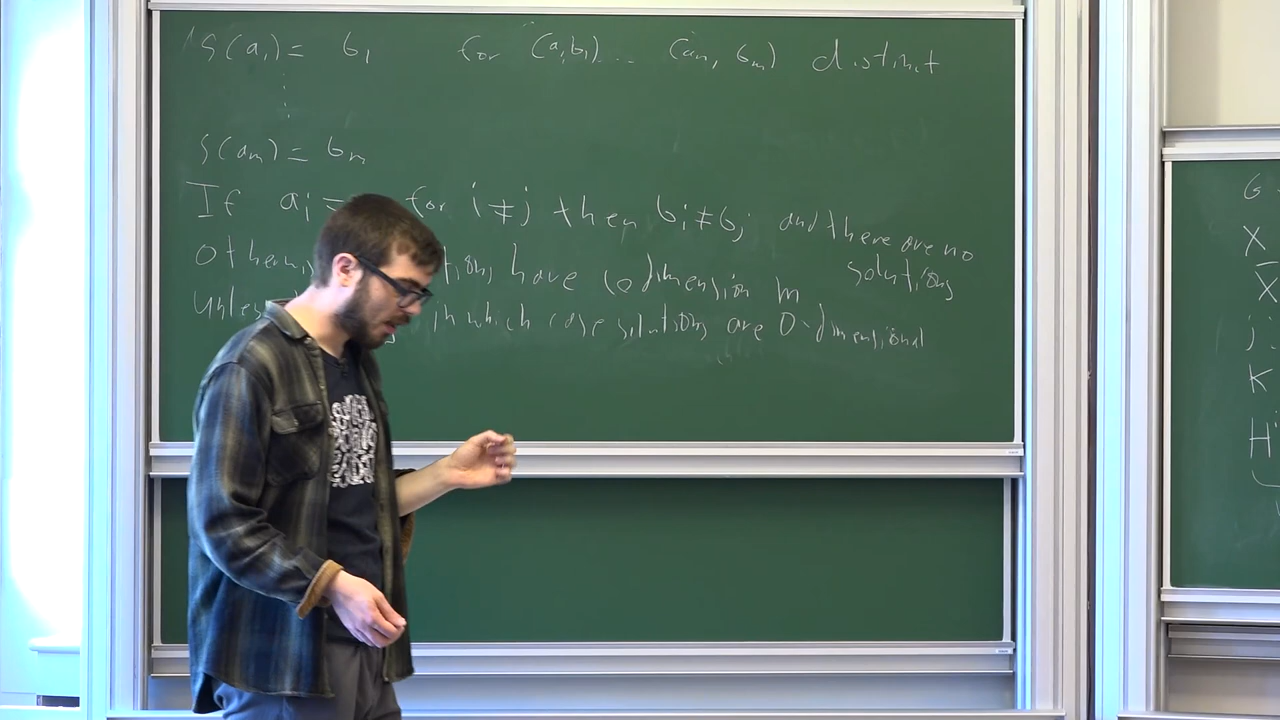 S(a₁) = b₁ for (a₁,b₁)... (aₘ, bₘ) distinct
⋮
S(aₘ) = bₘ
If aᵢ = for i ≠ j then bᵢ ≠ bⱼ and there are no solutions
have codimension m
in which case solutions are 0-dimensional
G
X
X
j:
K
H